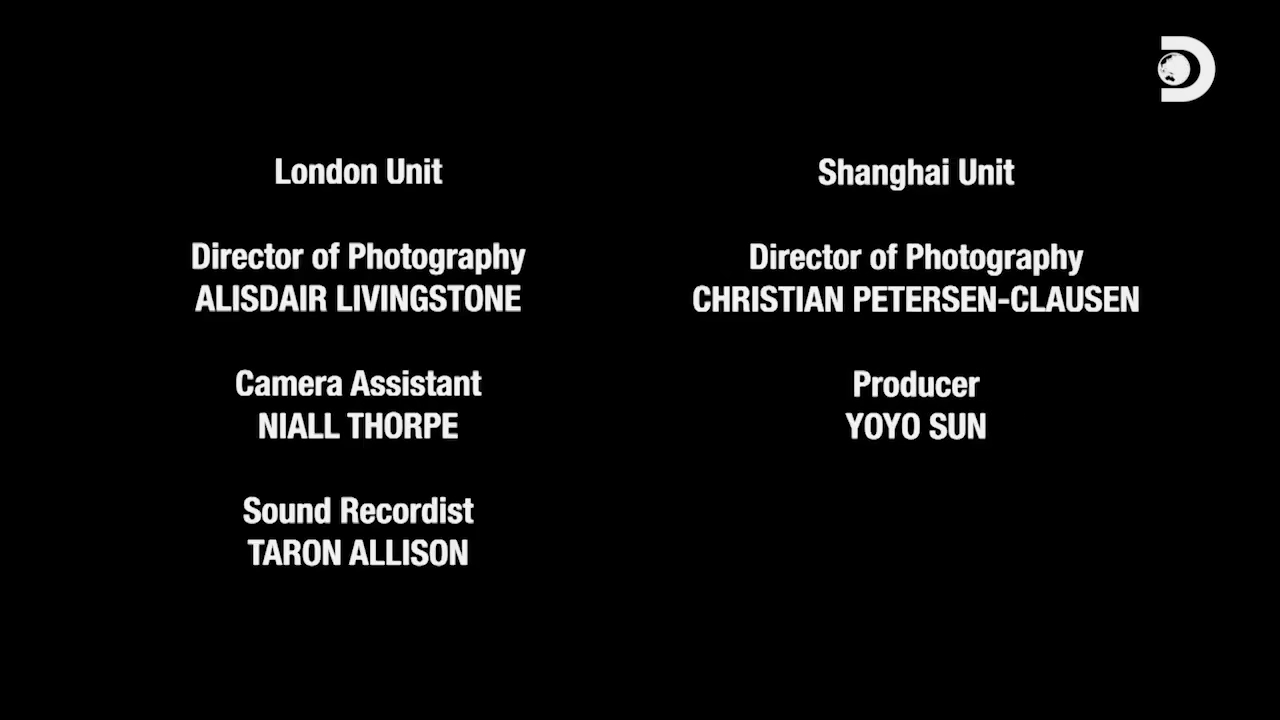 London Unit
Director of Photography
ALISDAIR LIVINGSTONE
Camera Assistant
NIALL THORPE
Sound Recordist
TARON ALLISON
Shanghai Unit
Director of Photography
CHRISTIAN PETERSEN-CLAUSEN
Producer
YOYO SUN